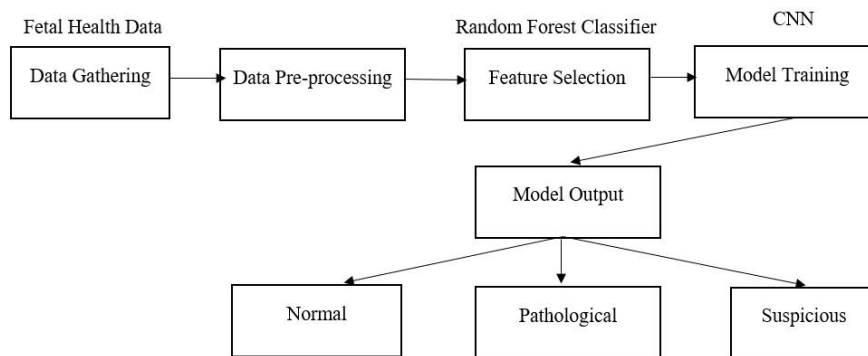 Fetal Health Data
Random Forest Classifier
CNN
Data Gathering
Data Pre-processing
Feature Selection
Model Training
Model Output
Normal
Pathological
Suspicious